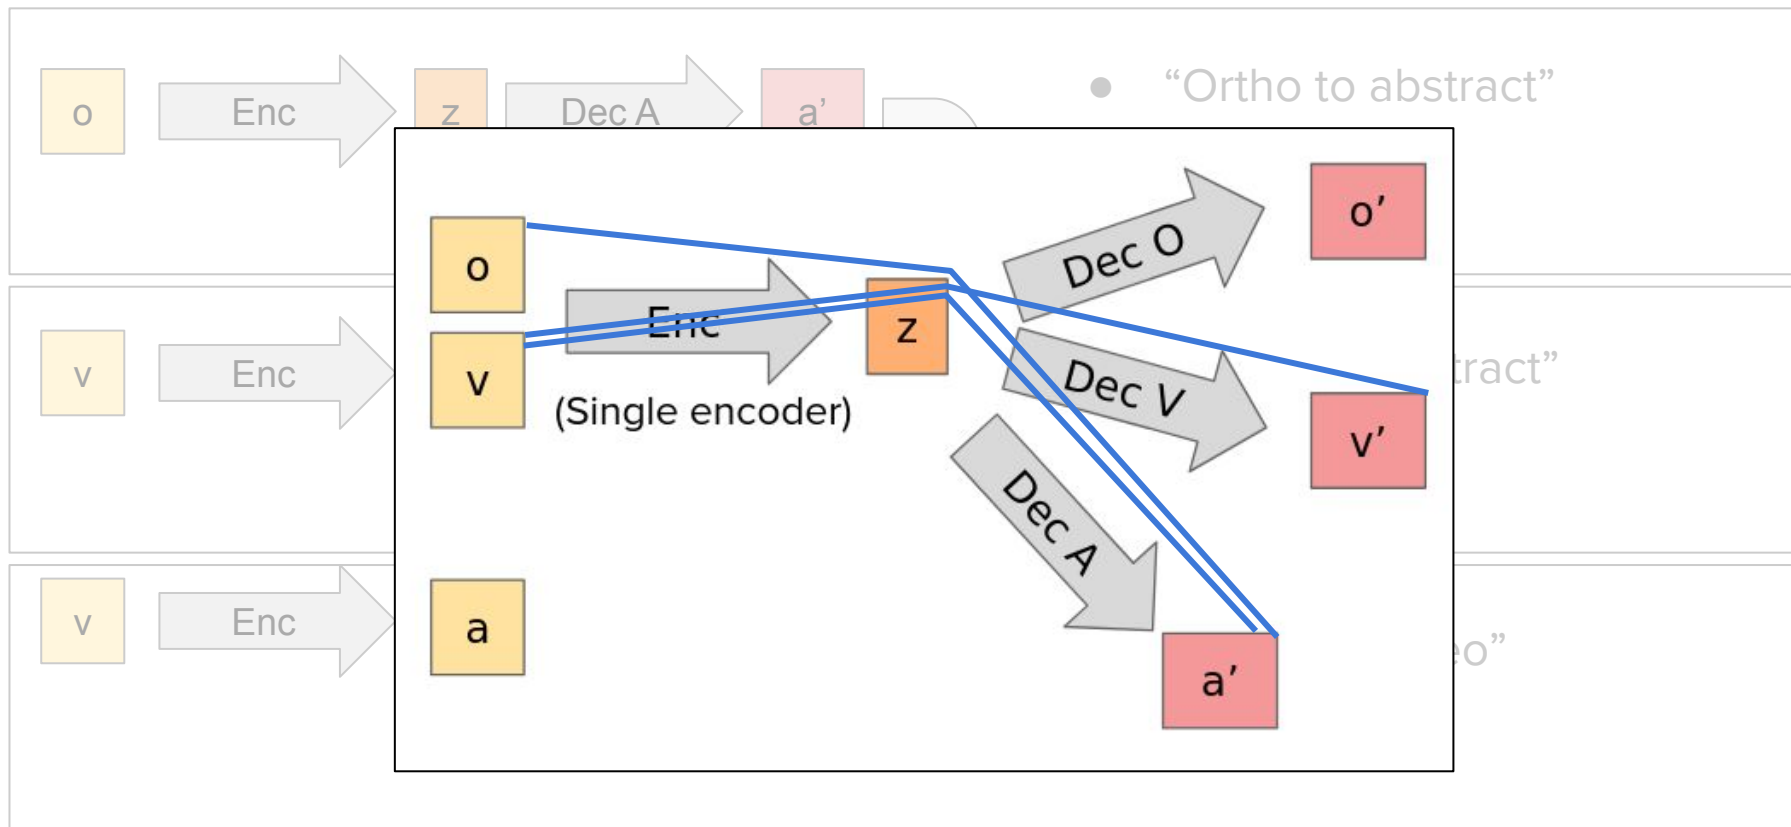 o
Enc
z
Dec A
a’
● “Ortho to abstract”
v
Enc
tract”
v
Enc
eo”
o
v
a
Enc
(Single encoder)
z
Dec O
Dec V
Dec A
o’
v’
a’